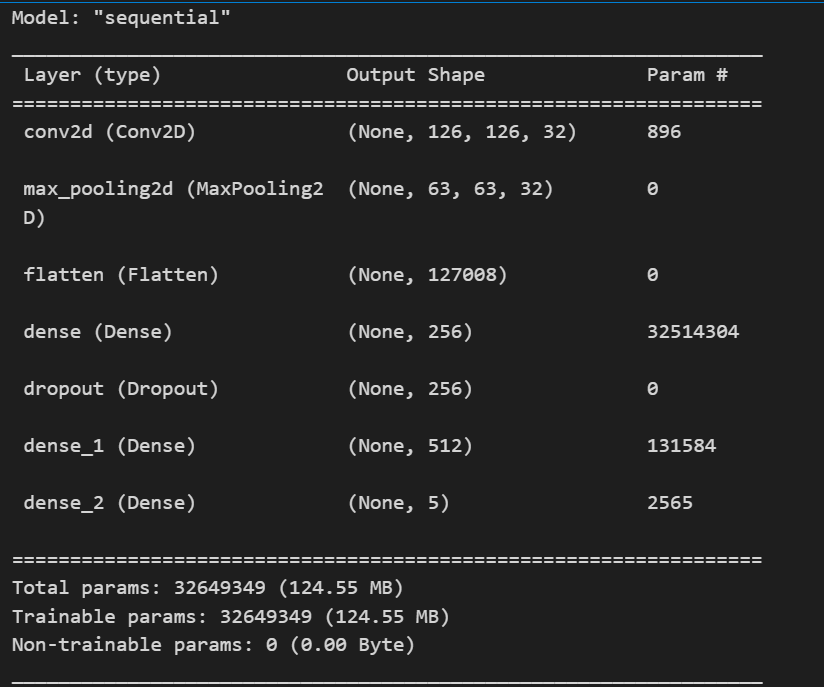 Model: "sequential"
Layer (type) Output Shape Param #
conv2d (Conv2D) (None, 126, 126, 32) 896
max_pooling2d (MaxPooling2 (None, 63, 63, 32) 0
D)
flatten (Flatten) (None, 127008) 0
dense (Dense) (None, 256) 32514304
dropout (Dropout) (None, 256) 0
dense_1 (Dense) (None, 512) 131584
dense_2 (Dense) (None, 5) 2565
Total params: 32649349 (124.55 MB)
Trainable params: 32649349 (124.55 MB)
Non-trainable params: 0 (0.00 Byte)